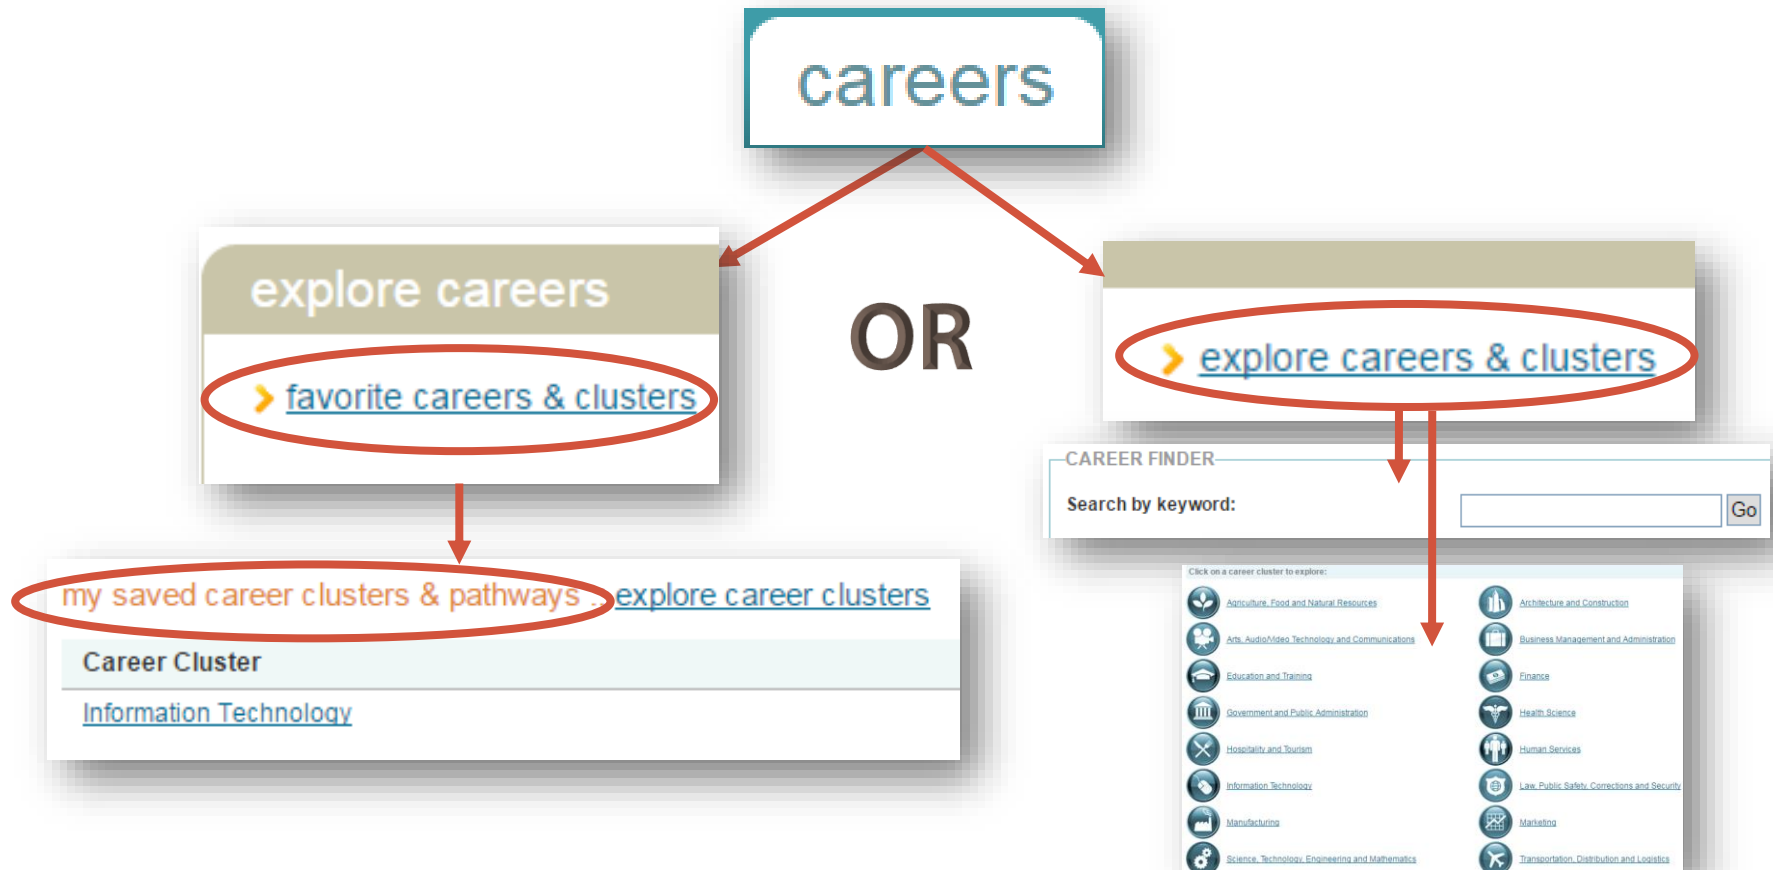 careers
explore careers
favorite careers & clusters
OR
explore careers & clusters
CAREER FINDER
Search by keyword:
Go
my saved career clusters & pathways ... explore career clusters
Career Cluster
Information Technology
Click on a career cluster to explore:
Agriculture, Food and Natural Resources
Architecture and Construction
Arts, Audio/Video Technology and Communications
Business Management and Administration
Education and Training
Finance
Government and Public Administration
Health Science
Hospitality and Tourism
Human Services
Information Technology
Law, Public Safety, Corrections and Security
Manufacturing
Marketing
Science, Technology, Engineering and Mathematics
Transportation, Distribution and Logistics